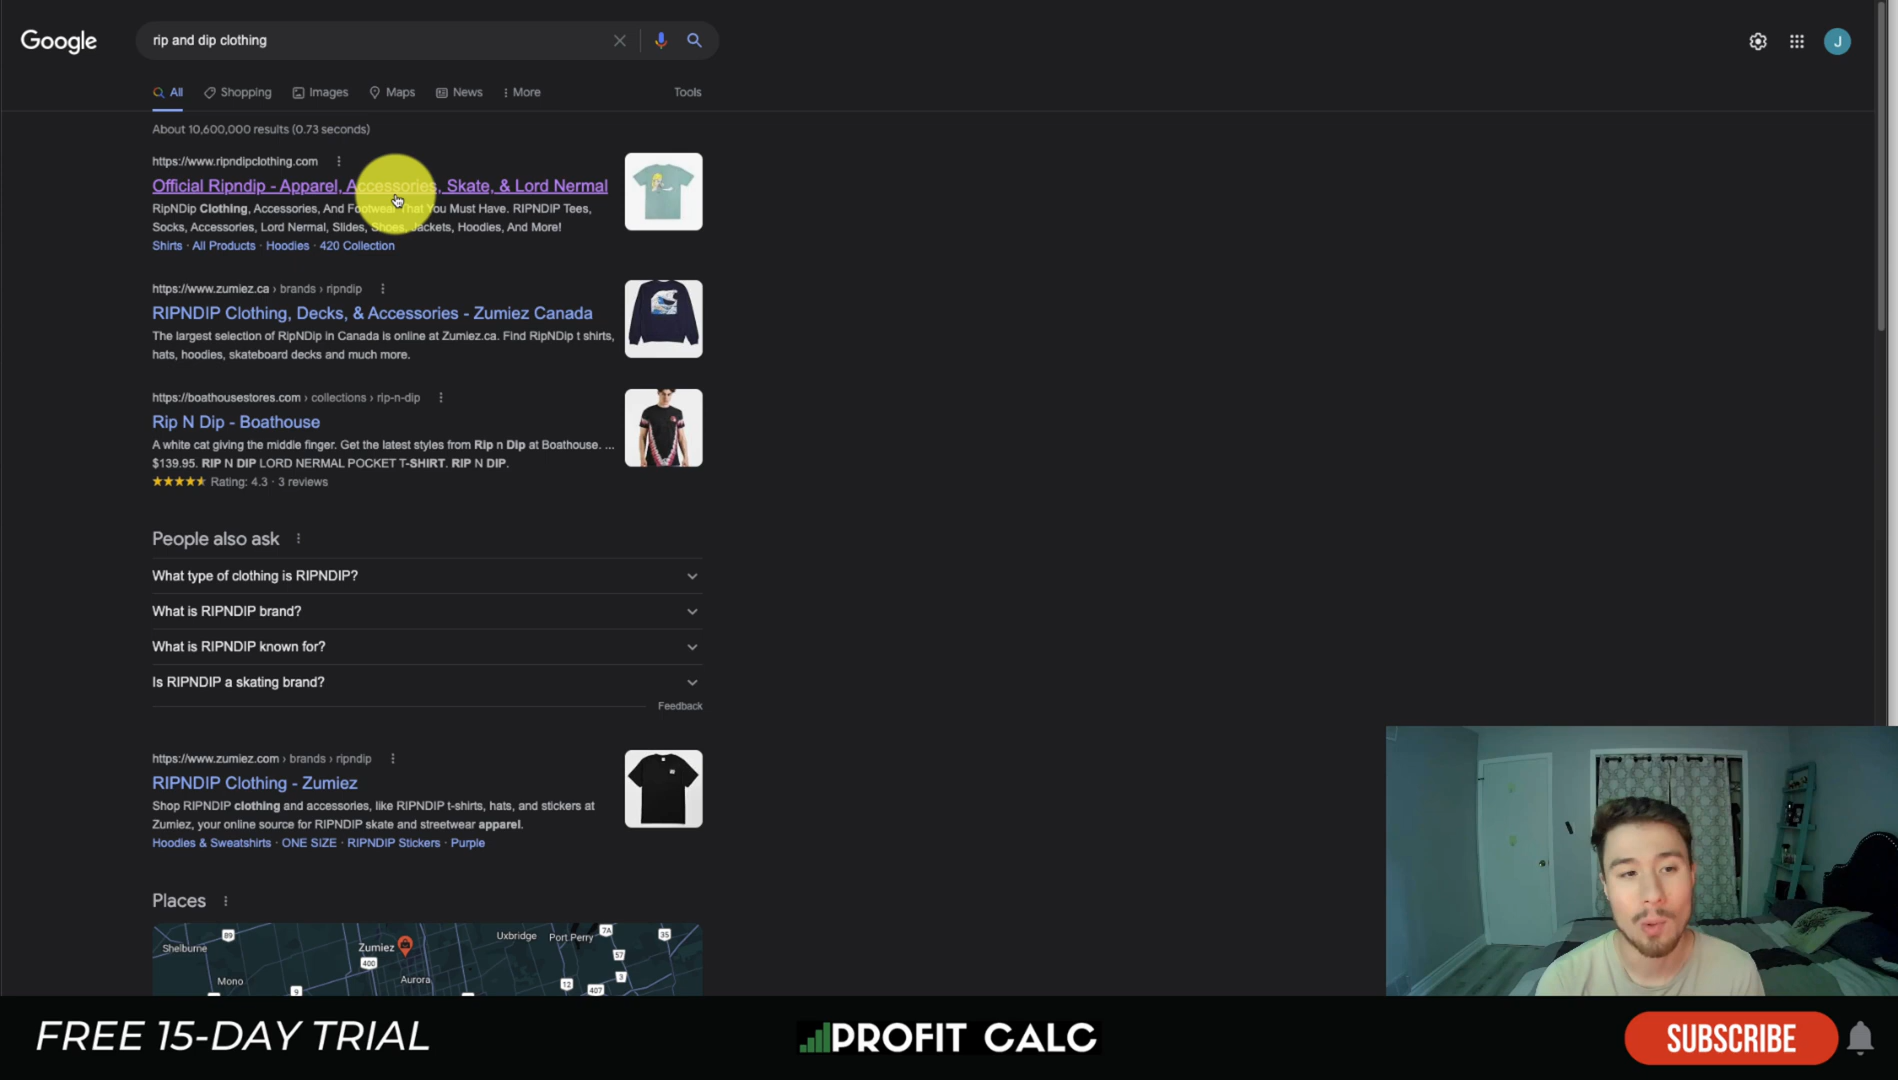 Google
rip and dip clothing
J
All Shopping Images Maps News More Tools
About 10,600,000 results (0.73 seconds)
https://www.ripndipclothing.com
Official Ripndip - Apparel, Accessories, Skate, & Lord Nermal
RipNDip Clothing, Accessories, And Footwear That You Must Have. RIPNDIP Tees,
Socks, Accessories, Lord Nermal, Slides, Shoes, Jackets, Hoodies, And More!
Shirts · All Products · Hoodies · 420 Collection
https://www.zumiez.ca › brands › ripndip
RIPNDIP Clothing, Decks, & Accessories - Zumiez Canada
The largest selection of RipNDip in Canada is online at Zumiez.ca. Find RipNDip t shirts,
hats, hoodies, skateboard decks and much more.
https://boathousestores.com › collections › rip-n-dip
Rip N Dip - Boathouse
A white cat giving the middle finger. Get the latest styles from Rip n Dip at Boathouse. ...
$139.95. RIP N DIP LORD NERMAL POCKET T-SHIRT. RIP N DIP.
Rating: 4.3 · 3 reviews
People also ask
What type of clothing is RIPNDIP?
What is RIPNDIP brand?
What is RIPNDIP known for?
Is RIPNDIP a skating brand?
Feedback
https://www.zumiez.com › brands › ripndip
RIPNDIP Clothing - Zumiez
Shop RIPNDIP clothing and accessories, like RIPNDIP t-shirts, hats, and stickers at
Zumiez, your online source for RIPNDIP skate and streetwear apparel.
Hoodies & Sweatshirts · ONE SIZE · RIPNDIP Stickers · Purple
Places
Shelburne
89
Zumiez
400
Uxbridge
Port Perry
7A
35
57
Mono
9
Aurora
12
3
407
FREE 15-DAY TRIAL
PROFIT CALC
SUBSCRIBE